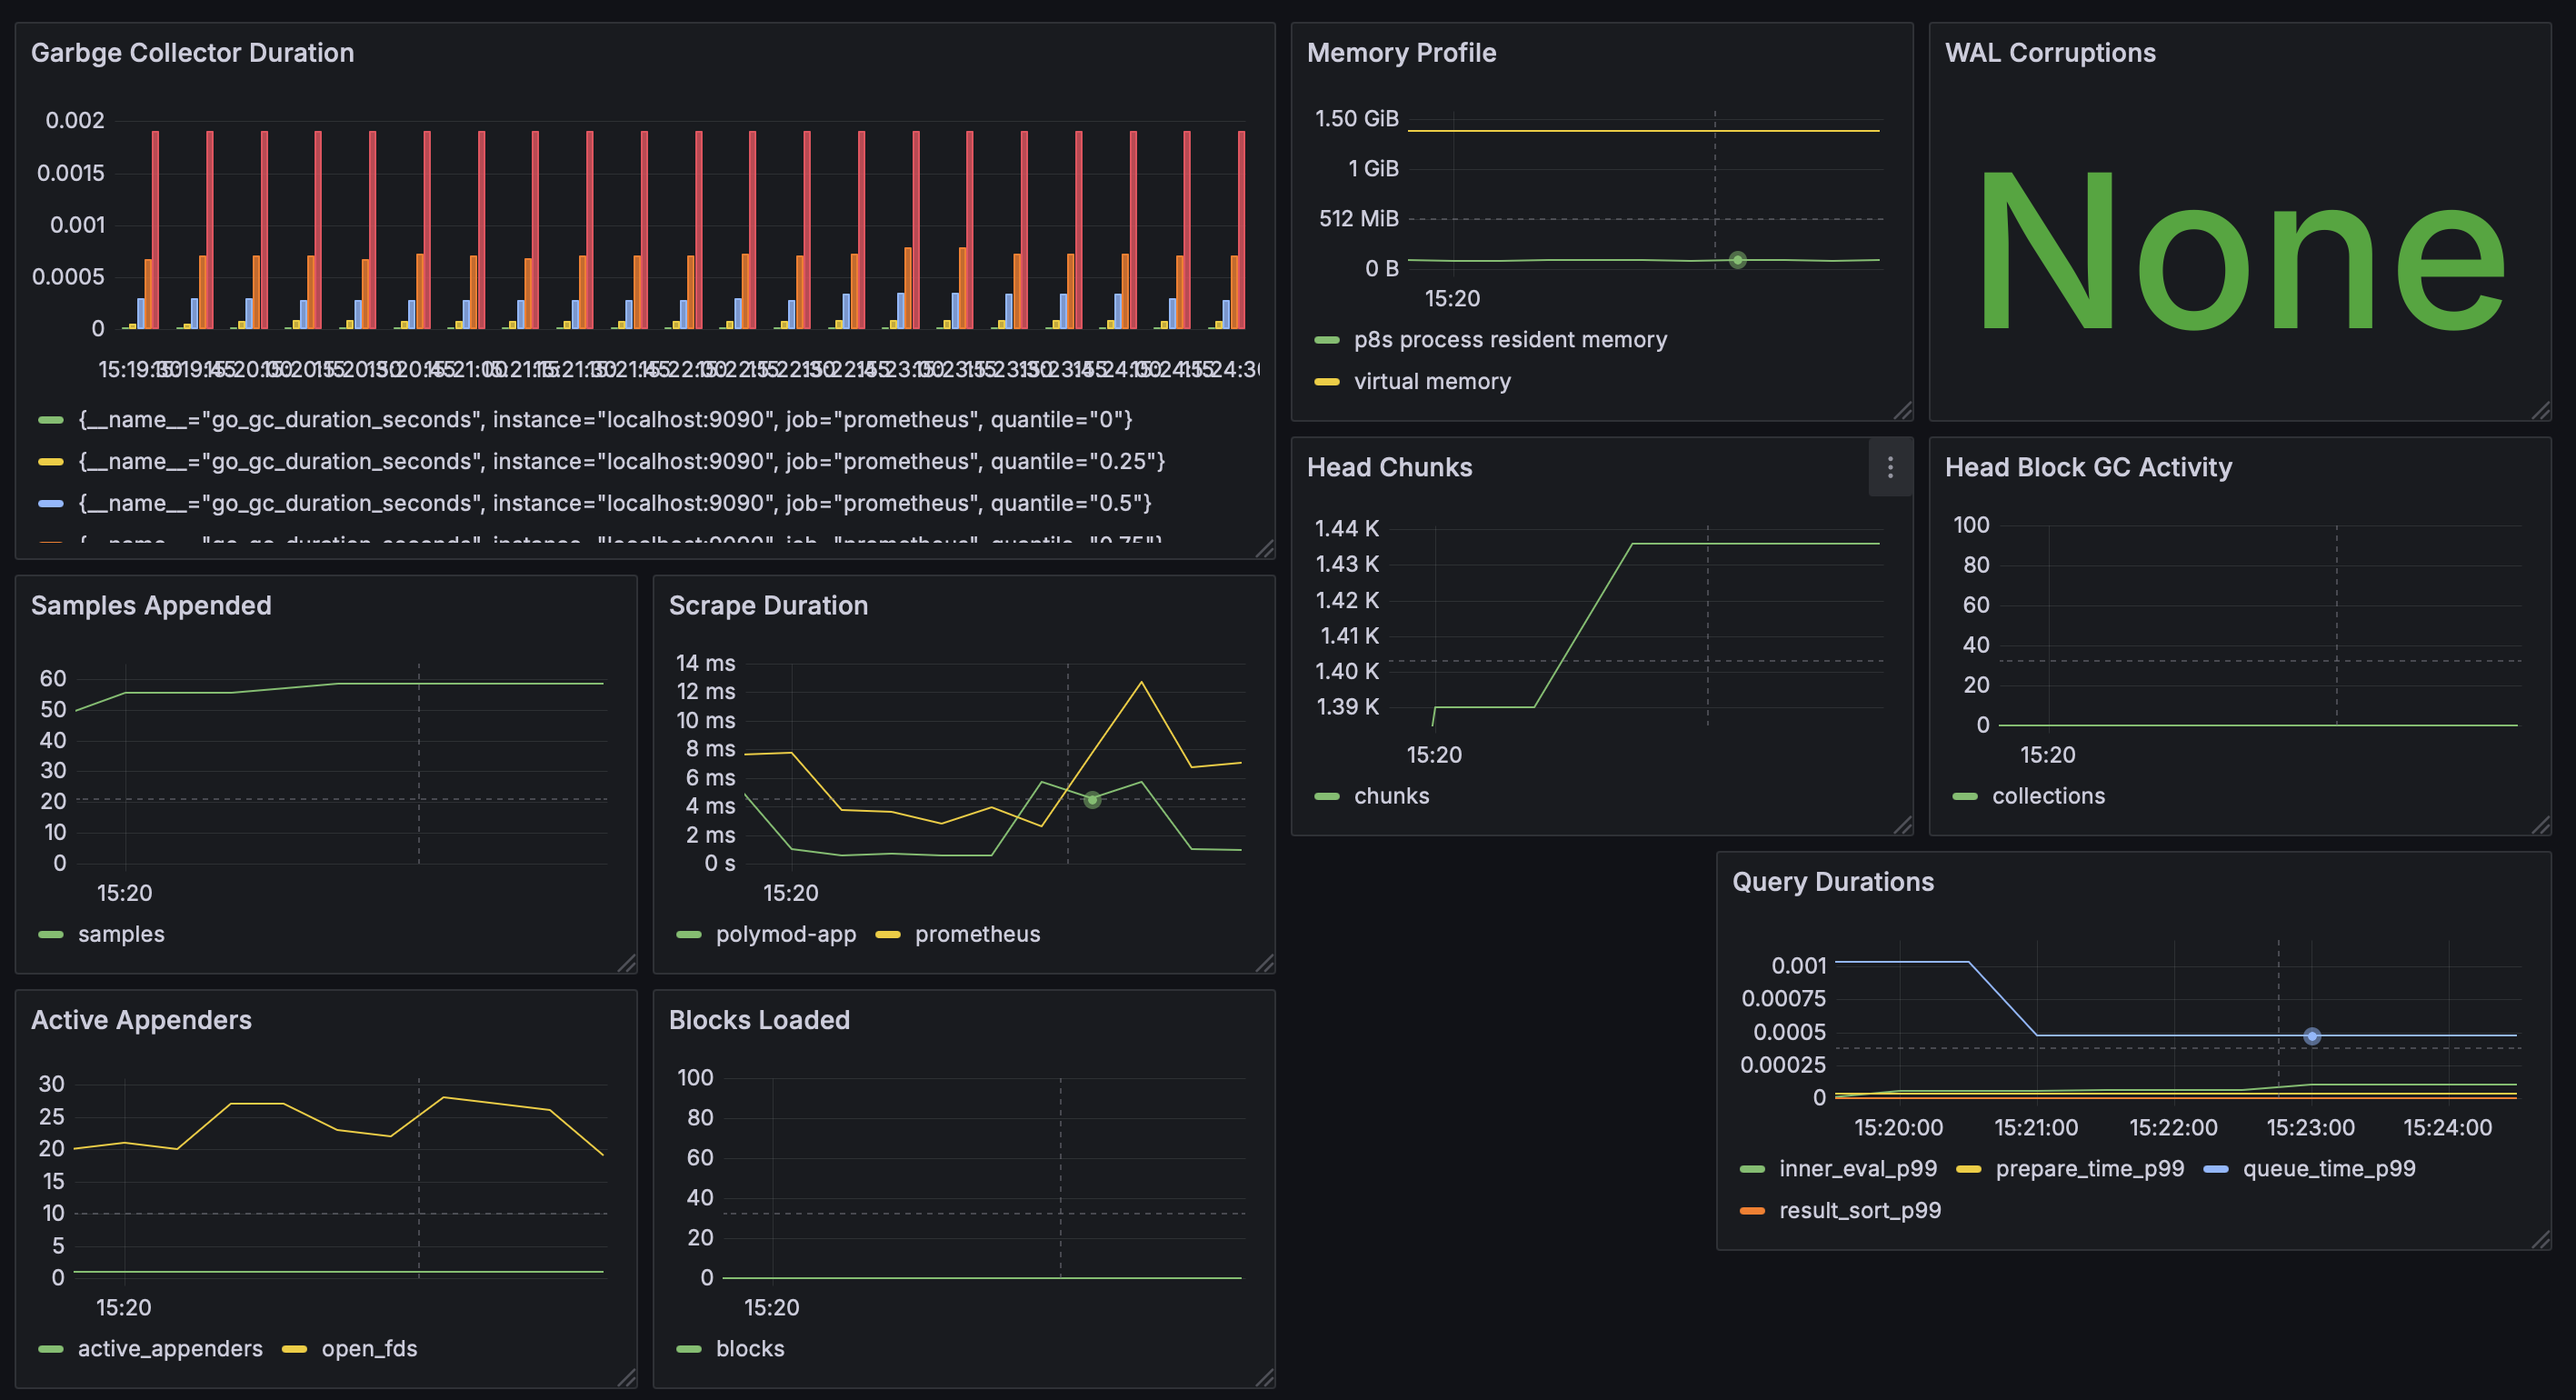 Garbge Collector Duration
0.002
0.0015
0.001
0.0005
0
{__name__="go_gc_duration_seconds", instance="localhost:9090", job="prometheus", quantile="0"}
{__name__="go_gc_duration_seconds", instance="localhost:9090", job="prometheus", quantile="0.25"}
{__name__="go_gc_duration_seconds", instance="localhost:9090", job="prometheus", quantile="0.5"}
Memory Profile
1.50 GiB
1 GiB
512 MiB
0 B
15:20
p8s process resident memory
virtual memory
WAL Corruptions
None
Head Chunks
1.44 K
1.43 K
1.42 K
1.41 K
1.40 K
1.39 K
15:20
chunks
Head Block GC Activity
100
80
60
40
20
0
15:20
collections
Samples Appended
60
50
40
30
20
10
0
15:20
samples
Scrape Duration
14 ms
12 ms
10 ms
8 ms
6 ms
4 ms
2 ms
0 s
15:20
polymod-app prometheus
Query Durations
0.001
0.00075
0.0005
0.00025
0
15:20:00 15:21:00 15:22:00 15:23:00 15:24:00
inner_eval_p99 prepare_time_p99 queue_time_p99
result_sort_p99
Active Appenders
30
25
20
15
10
5
0
15:20
active_appenders open_fds
Blocks Loaded
100
80
60
40
20
0
15:20
blocks